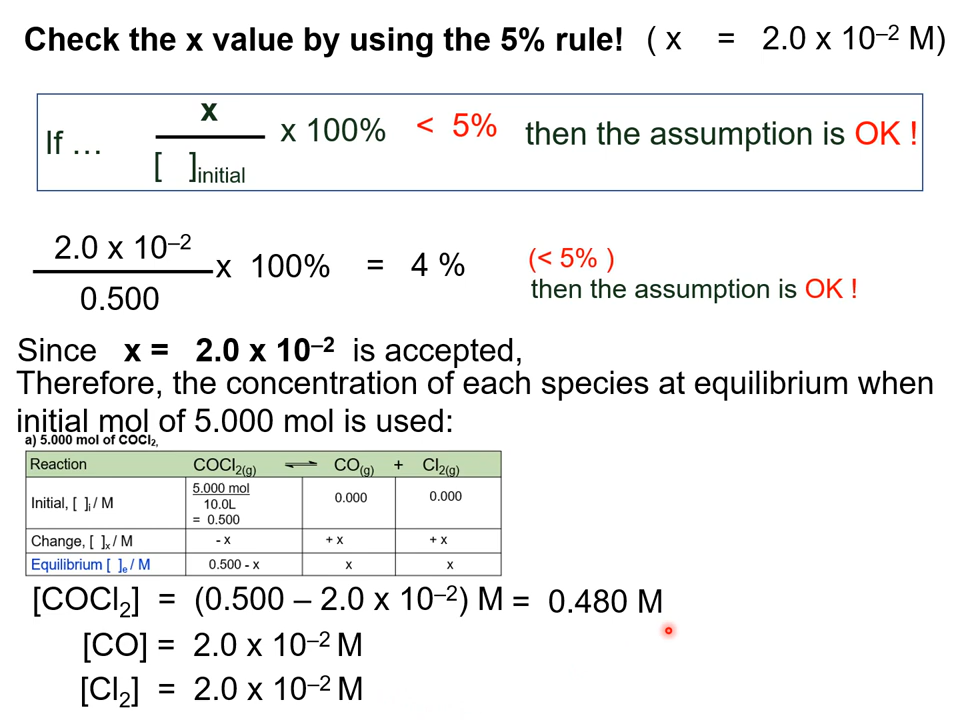 Check the x value by using the 5% rule! ( x = 2.0 x 10⁻² M)
x
If … x 100% < 5% then the assumption is OK !
[ ]initial
2.0 x 10⁻²
x 100% = 4 % (< 5% )
0.500 then the assumption is OK !
Since x = 2.0 x 10⁻² is accepted,
Therefore, the concentration of each species at equilibrium when
initial mol of 5.000 mol is used:
a) 5.000 mol of COCl₂,
Reaction COCl₂(g) ⇌ CO(g) + Cl₂(g)
Initial, [ ]i / M 5.000 mol 0.000 0.000
10.0L
= 0.500
Change, [ ]x / M - x + x + x
Equilibrium [ ]e / M 0.500 - x x x
[COCl₂] = (0.500 – 2.0 x 10⁻²) M = 0.480 M
[CO] = 2.0 x 10⁻² M
[Cl₂] = 2.0 x 10⁻² M